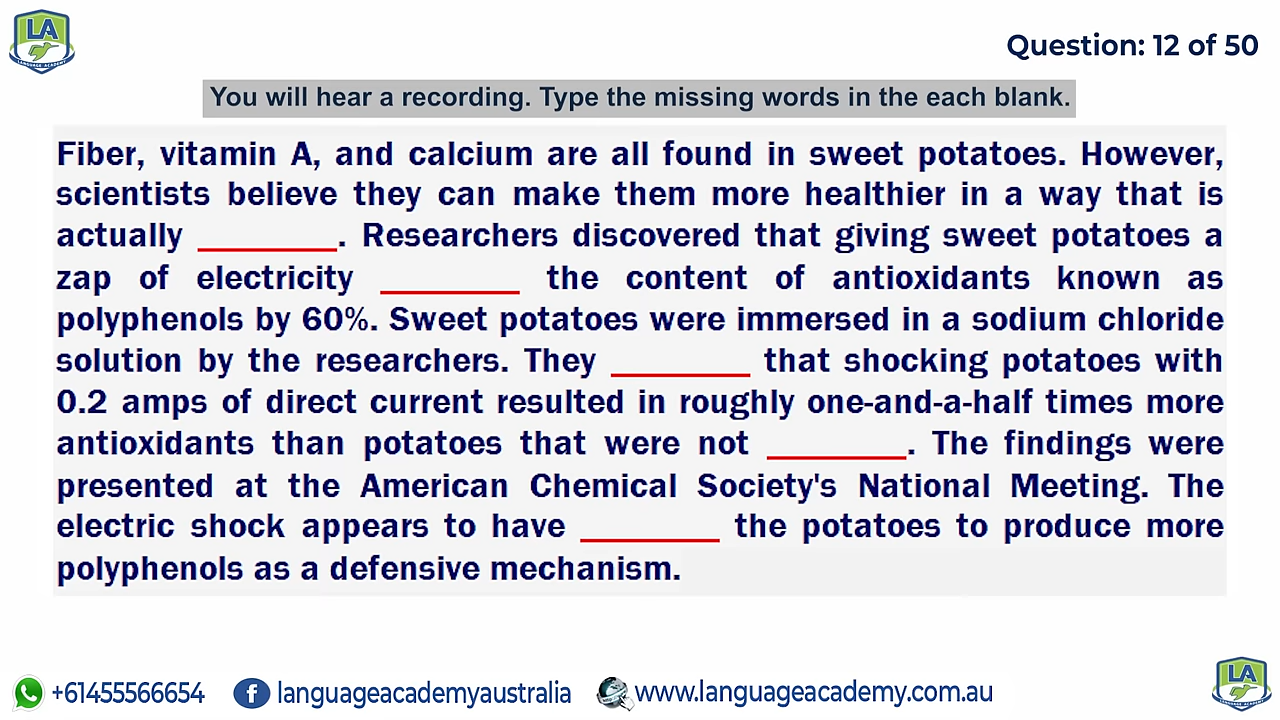 LA
LANGUAGE ACADEMY
Question: 12 of 50
You will hear a recording. Type the missing words in the each blank.
Fiber, vitamin A, and calcium are all found in sweet potatoes. However,
scientists believe they can make them more healthier in a way that is
actually ________. Researchers discovered that giving sweet potatoes a
zap of electricity ________ the content of antioxidants known as
polyphenols by 60%. Sweet potatoes were immersed in a sodium chloride
solution by the researchers. They ________ that shocking potatoes with
0.2 amps of direct current resulted in roughly one-and-a-half times more
antioxidants than potatoes that were not ________. The findings were
presented at the American Chemical Society's National Meeting. The
electric shock appears to have ________ the potatoes to produce more
polyphenols as a defensive mechanism.
+61455566654
languageacademyaustralia
www.languageacademy.com.au
LA
LANGUAGE ACADEMY